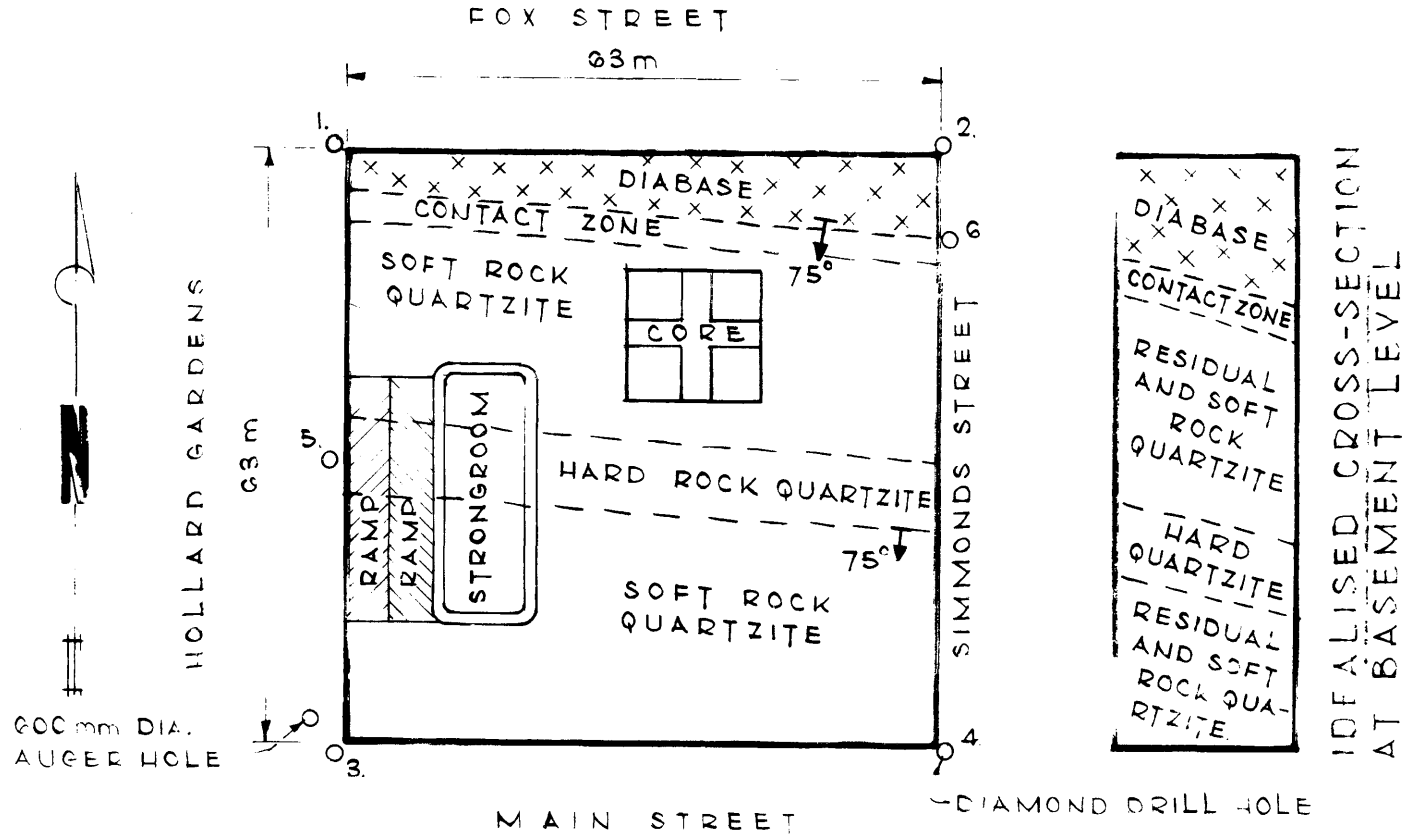 FOX STREET
63m
1.
2.
DIABASE
CONTACT ZONE
6
75°
SOFT ROCK
QUARTZITE
CORE
HOLLARD GARDENS
63m
5.
STRONGROOM
RAMP
RAMP
HARD ROCK QUARTZITE
75°
SIMMONDS STREET
SOFT ROCK
QUARTZITE
N
600mm DIA.
AUGER HOLE
3.
4.
MAIN STREET
DIAMOND DRILL HOLE
DIABASE
CONTACT ZONE
RESIDUAL
AND SOFT
ROCK
QUARTZITE
HARD
QUARTZITE
RESIDUAL
AND SOFT
ROCK QUA-
RTZITE
IDEALISED CROSS-SECTION
AT BASEMENT LEVEL